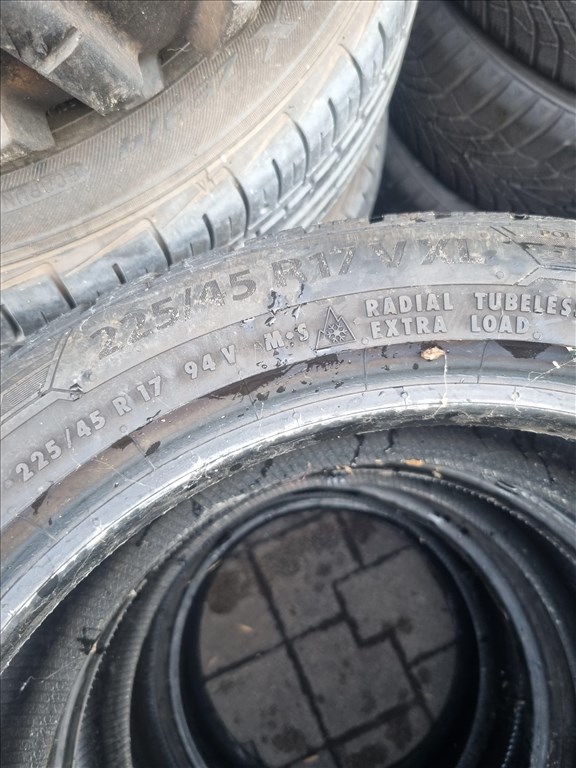 225/45 R17 V XL
225/45 R 17 94 V M+S RADIAL TUBELESS
EXTRA LOAD